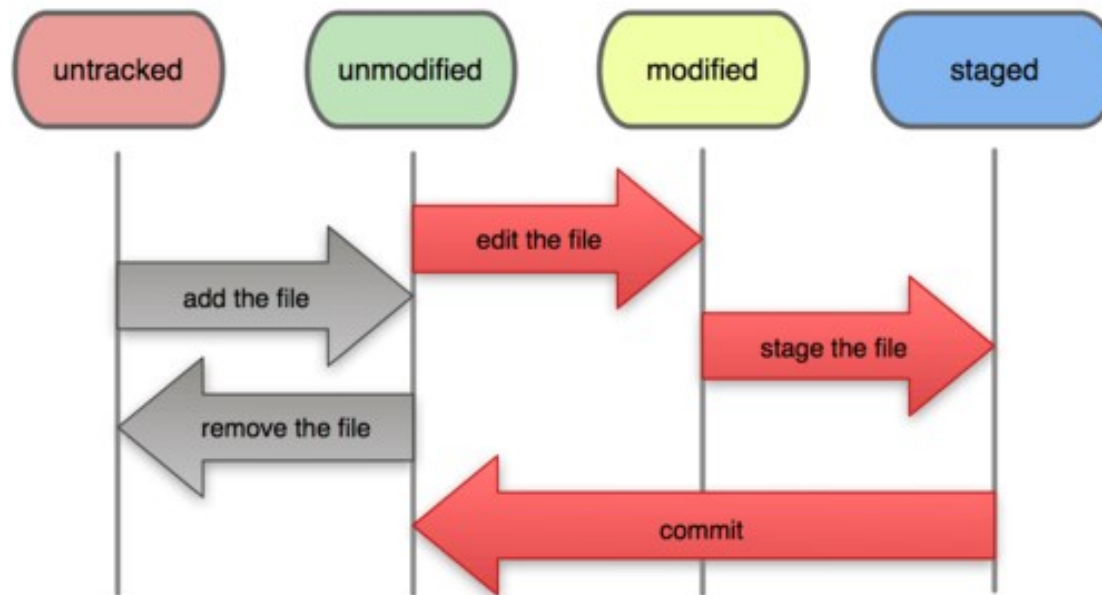 untracked
unmodified
modified
staged
edit the file
add the file
stage the file
remove the file
commit